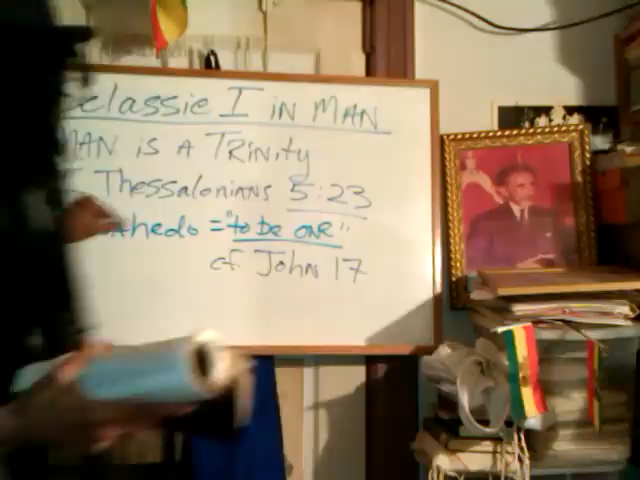 elassie I in MAN
MAN is A Trinity
I Thessalonians 5:23
ahedo = "to be ONE"
cf. John 17